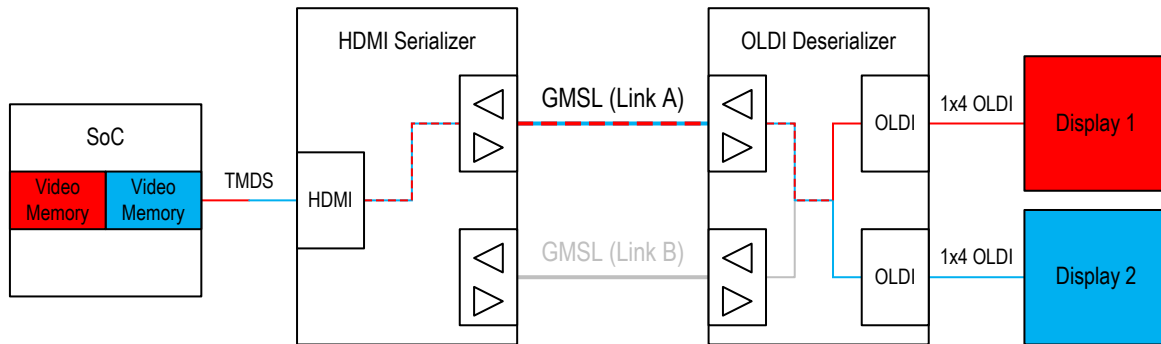 HDMI Serializer
OLDI Deserializer
GMSL (Link A)
1x4 OLDI
OLDI
Display 1
SoC
Video Memory
Video Memory
TMDS
HDMI
GMSL (Link B)
1x4 OLDI
OLDI
Display 2